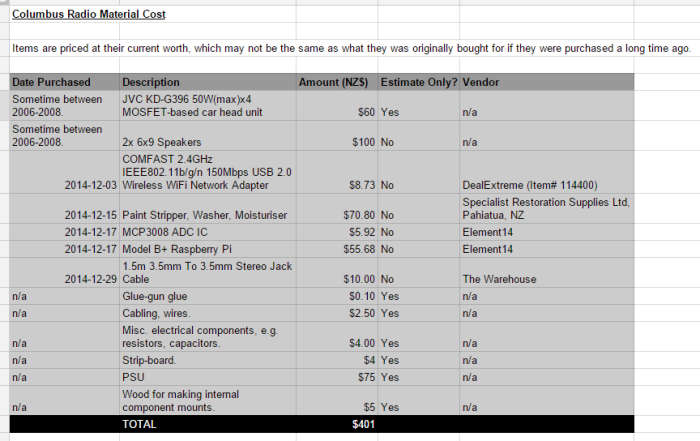 Columbus Radio Material Cost
Items are priced at their current worth, which may not be the same as what they was originally bought for if they were purchased a long time ago.
Date Purchased Description Amount (NZ$) Estimate Only? Vendor
Sometime between JVC KD-G396 50W(max)x4
2006-2008. MOSFET-based car head unit $60 Yes n/a
Sometime between
2006-2008. 2x 6x9 Speakers $100 No n/a
COMFAST 2.4GHz
IEEE802.11b/g/n 150Mbps USB 2.0
2014-12-03 Wireless WiFi Network Adapter $8.73 No DealExtreme (Item# 114400)
Specialist Restoration Supplies Ltd,
2014-12-15 Paint Stripper, Washer, Moisturiser $70.80 No Pahiatua, NZ
2014-12-17 MCP3008 ADC IC $5.92 No Element14
2014-12-17 Model B+ Raspberry Pi $55.68 No Element14
1.5m 3.5mm To 3.5mm Stereo Jack
2014-12-29 Cable $10.00 No The Warehouse
n/a Glue-gun glue $0.10 Yes n/a
n/a Cabling, wires. $2.50 Yes n/a
Misc. electrical components, e.g.
n/a resistors, capacitors. $4.00 Yes n/a
n/a Strip-board. $4 Yes n/a
n/a PSU $75 Yes n/a
Wood for making internal
n/a component mounts. $5 Yes n/a
TOTAL $401